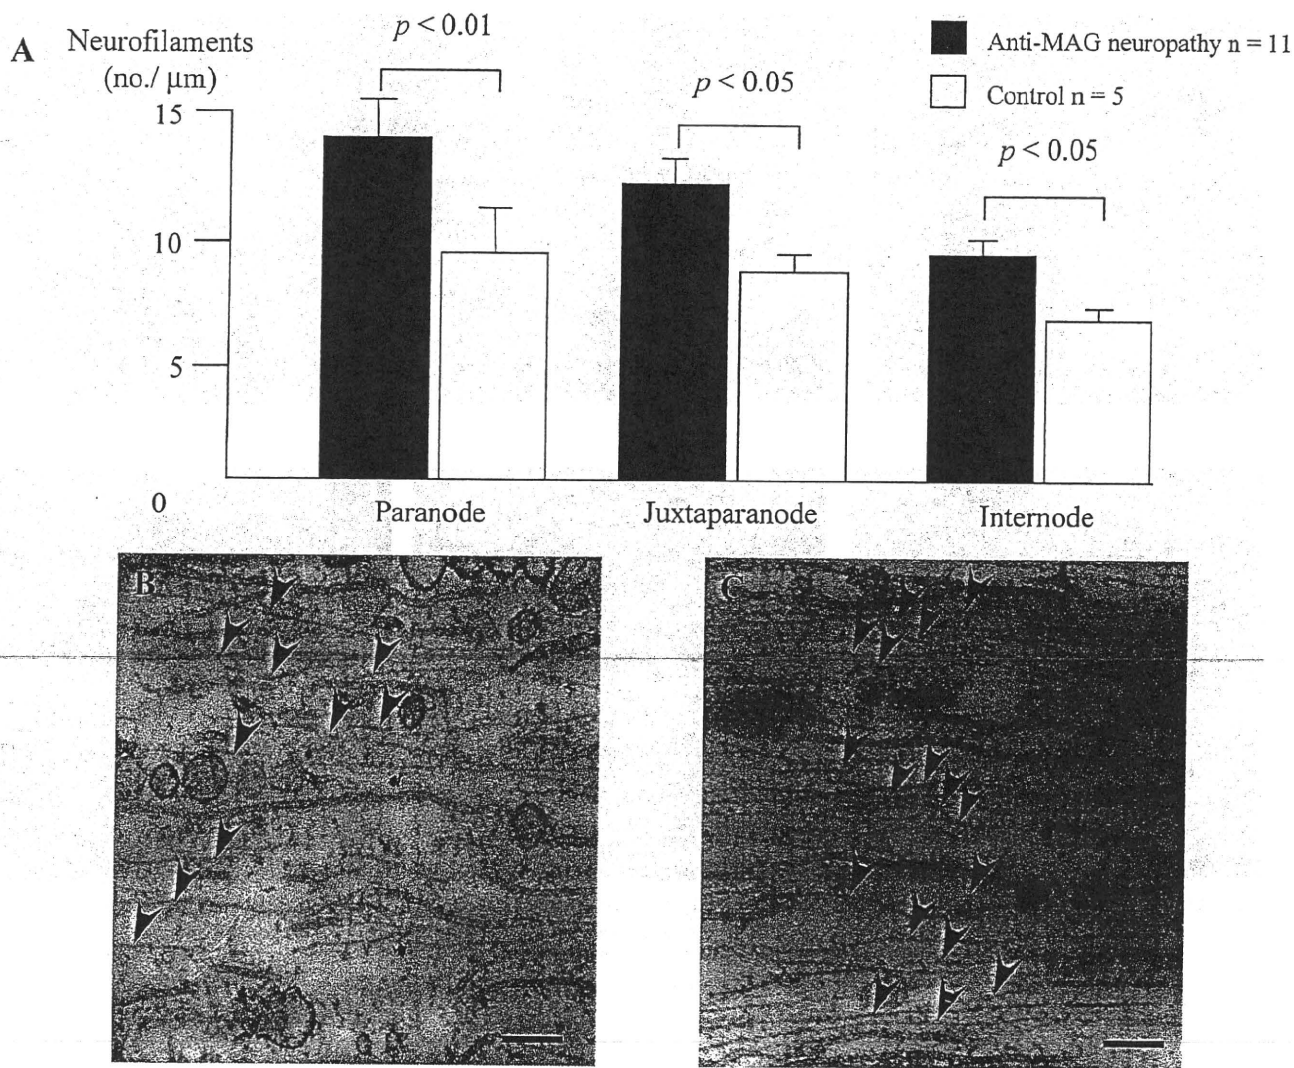 A
Neurofilaments
(no./ μm)
p < 0.01
p < 0.05
p < 0.05
Anti-MAG neuropathy n = 11
Control n = 5
15
10
5
0
Paranode
Juxtaparanode
Internode
B
C